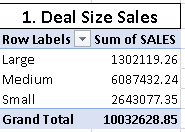 1. Deal Size Sales
Row Labels Sum of SALES
Large 1302119.26
Medium 6087432.24
Small 2643077.35
Grand Total 10032628.85